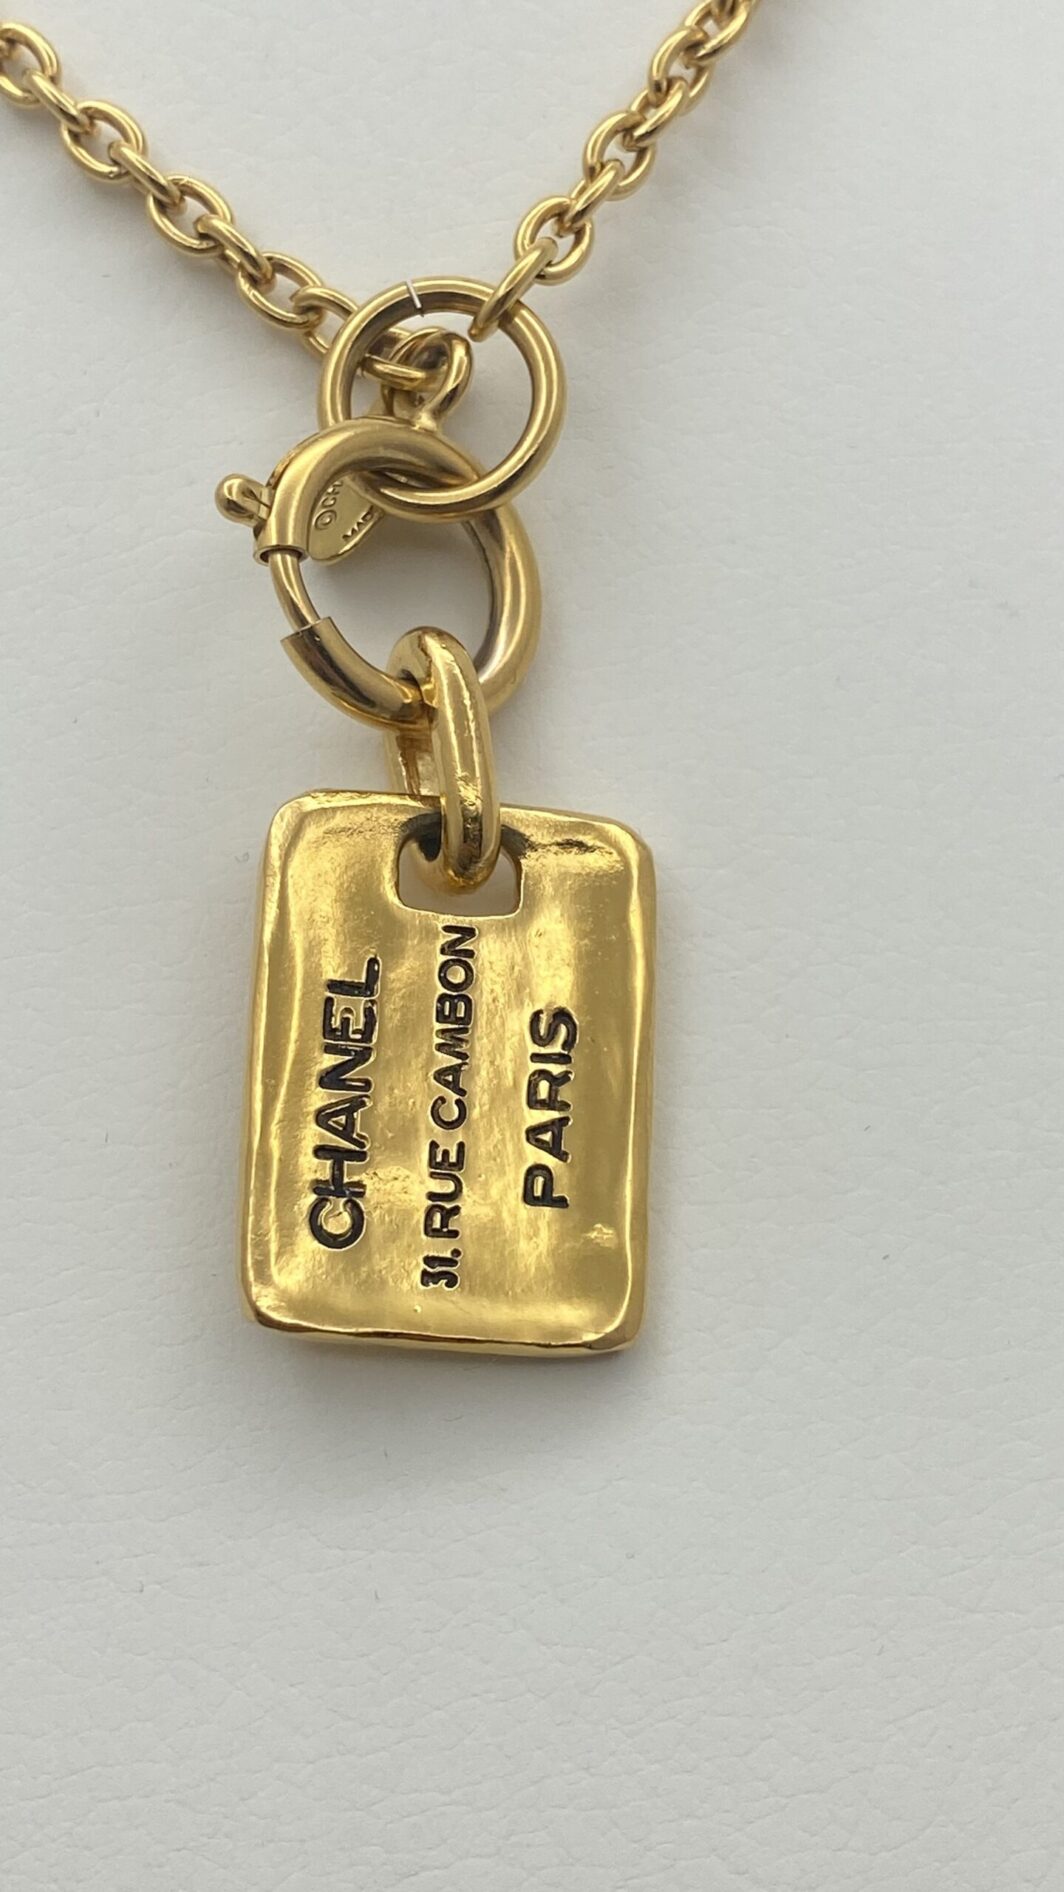 CHANEL
31. RUE CAMBON
PARIS